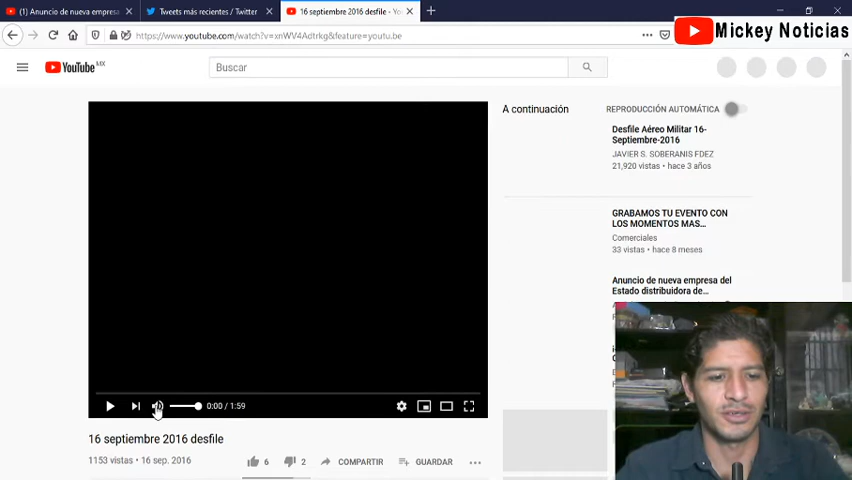 (1) Anuncio de nueva empresa
Tweets más recientes / Twitter
16 septiembre 2016 desfile - Yo
https://www.youtube.com/watch?v=xnWV4Adtrkg&feature=youtu.be
Mickey Noticias
YouTube MX
Buscar
A continuación
REPRODUCCIÓN AUTOMÁTICA
Desfile Aéreo Militar 16-
Septiembre-2016
JAVIER S. SOBERANIS FDEZ
21,920 vistas • hace 3 años
GRABAMOS TU EVENTO CON
LOS MOMENTOS MAS...
Comerciales
33 vistas • hace 8 meses
Anuncio de nueva empresa del
Estado distribuidora de...
0:00 / 1:59
16 septiembre 2016 desfile
1153 vistas • 16 sep. 2016
6
2
COMPARTIR
GUARDAR